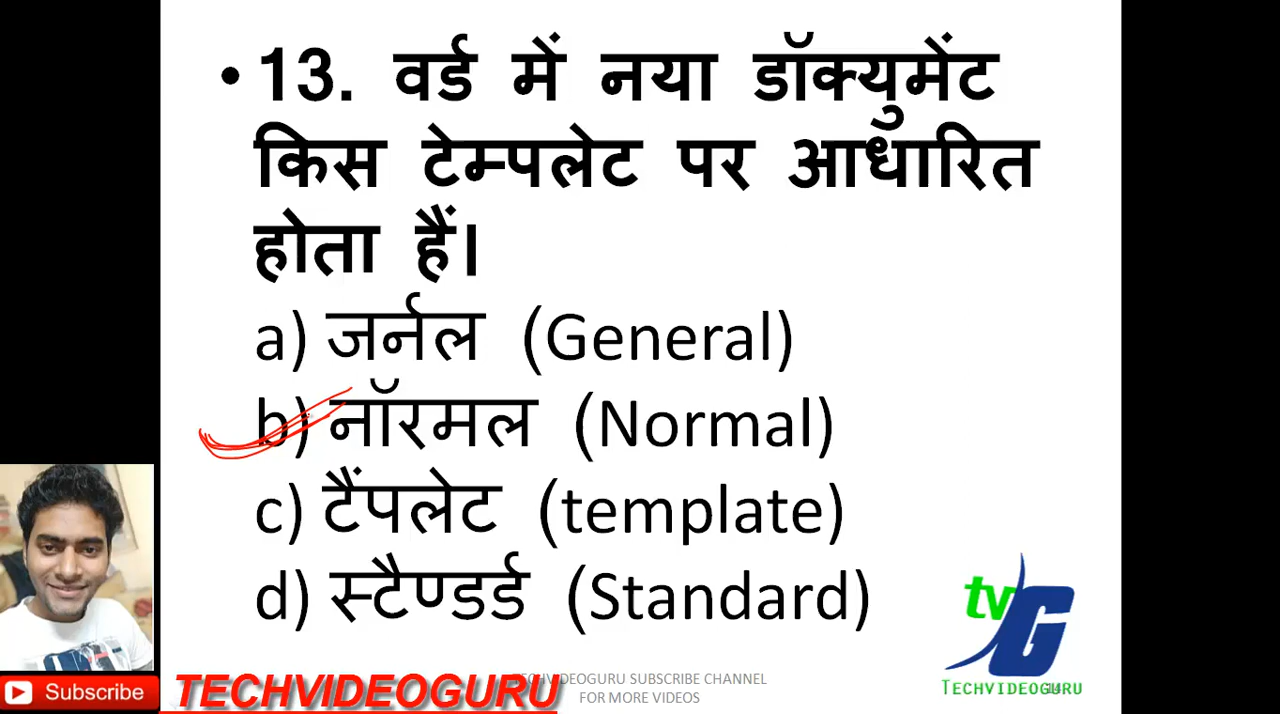 • 13. वर्ड में नया डॉक्युमेंट
किस टेम्पलेट पर आधारित
होता हैं।
a) जर्नल (General)
b) नॉरमल (Normal)
c) टैंपलेट (template)
d) स्टैण्डर्ड (Standard)
tvG
TECHVIDEOGURU
Subscribe
TECHVIDEOGURU
TECHVIDEOGURU SUBSCRIBE CHANNEL
FOR MORE VIDEOS